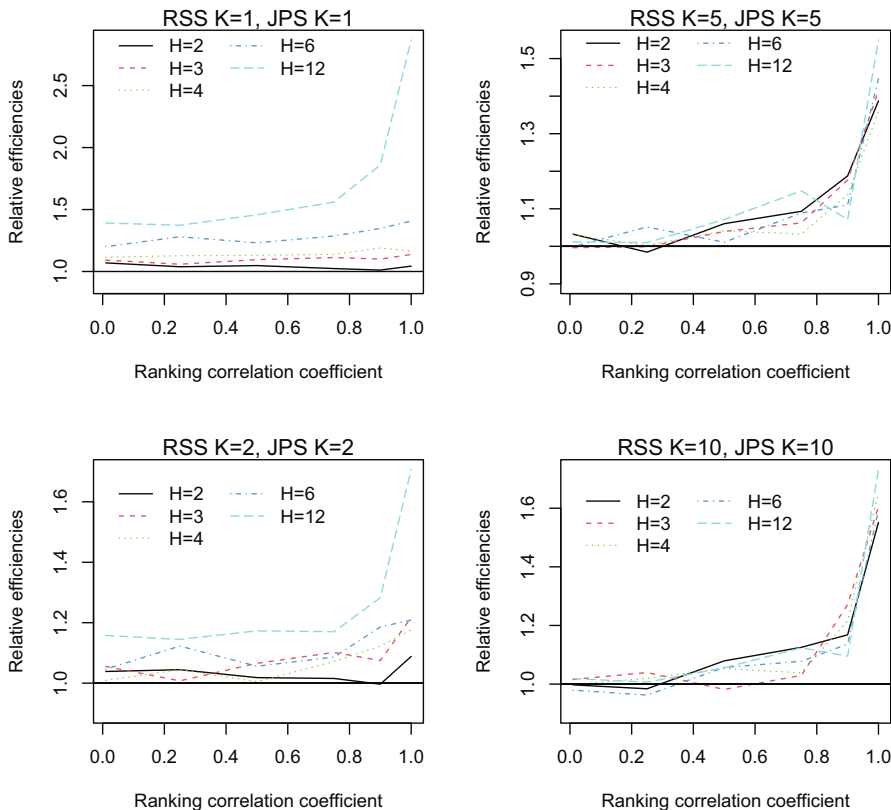 RSS K=1, JPS K=1
H=2
H=3
H=4
H=6
H=12
Relative efficiencies
1.0
1.5
2.0
2.5
0.0
0.2
0.4
0.6
0.8
1.0
Ranking correlation coefficient
RSS K=5, JPS K=5
H=2
H=3
H=4
H=6
H=12
Relative efficiencies
0.9
1.1
1.3
1.5
0.0
0.2
0.4
0.6
0.8
1.0
Ranking correlation coefficient
RSS K=2, JPS K=2
H=2
H=3
H=4
H=6
H=12
Relative efficiencies
1.0
1.2
1.4
1.6
0.0
0.2
0.4
0.6
0.8
1.0
Ranking correlation coefficient
RSS K=10, JPS K=10
H=2
H=3
H=4
H=6
H=12
Relative efficiencies
1.0
1.2
1.4
1.6
0.0
0.2
0.4
0.6
0.8
1.0
Ranking correlation coefficient